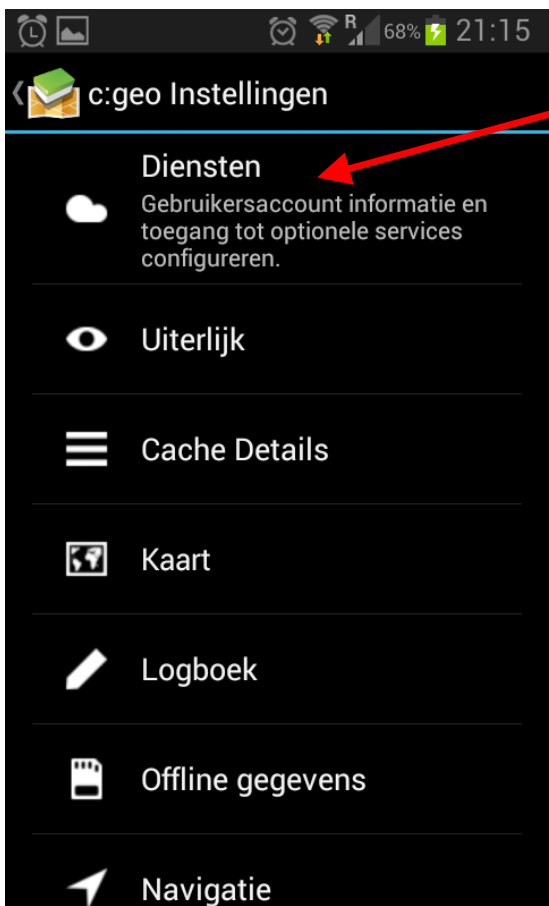 R 68% 21:15
c:geo Instellingen
Diensten
Gebruikersaccount informatie en
toegang tot optionele services
configureren.
Uiterlijk
Cache Details
Kaart
Logboek
Offline gegevens
Navigatie